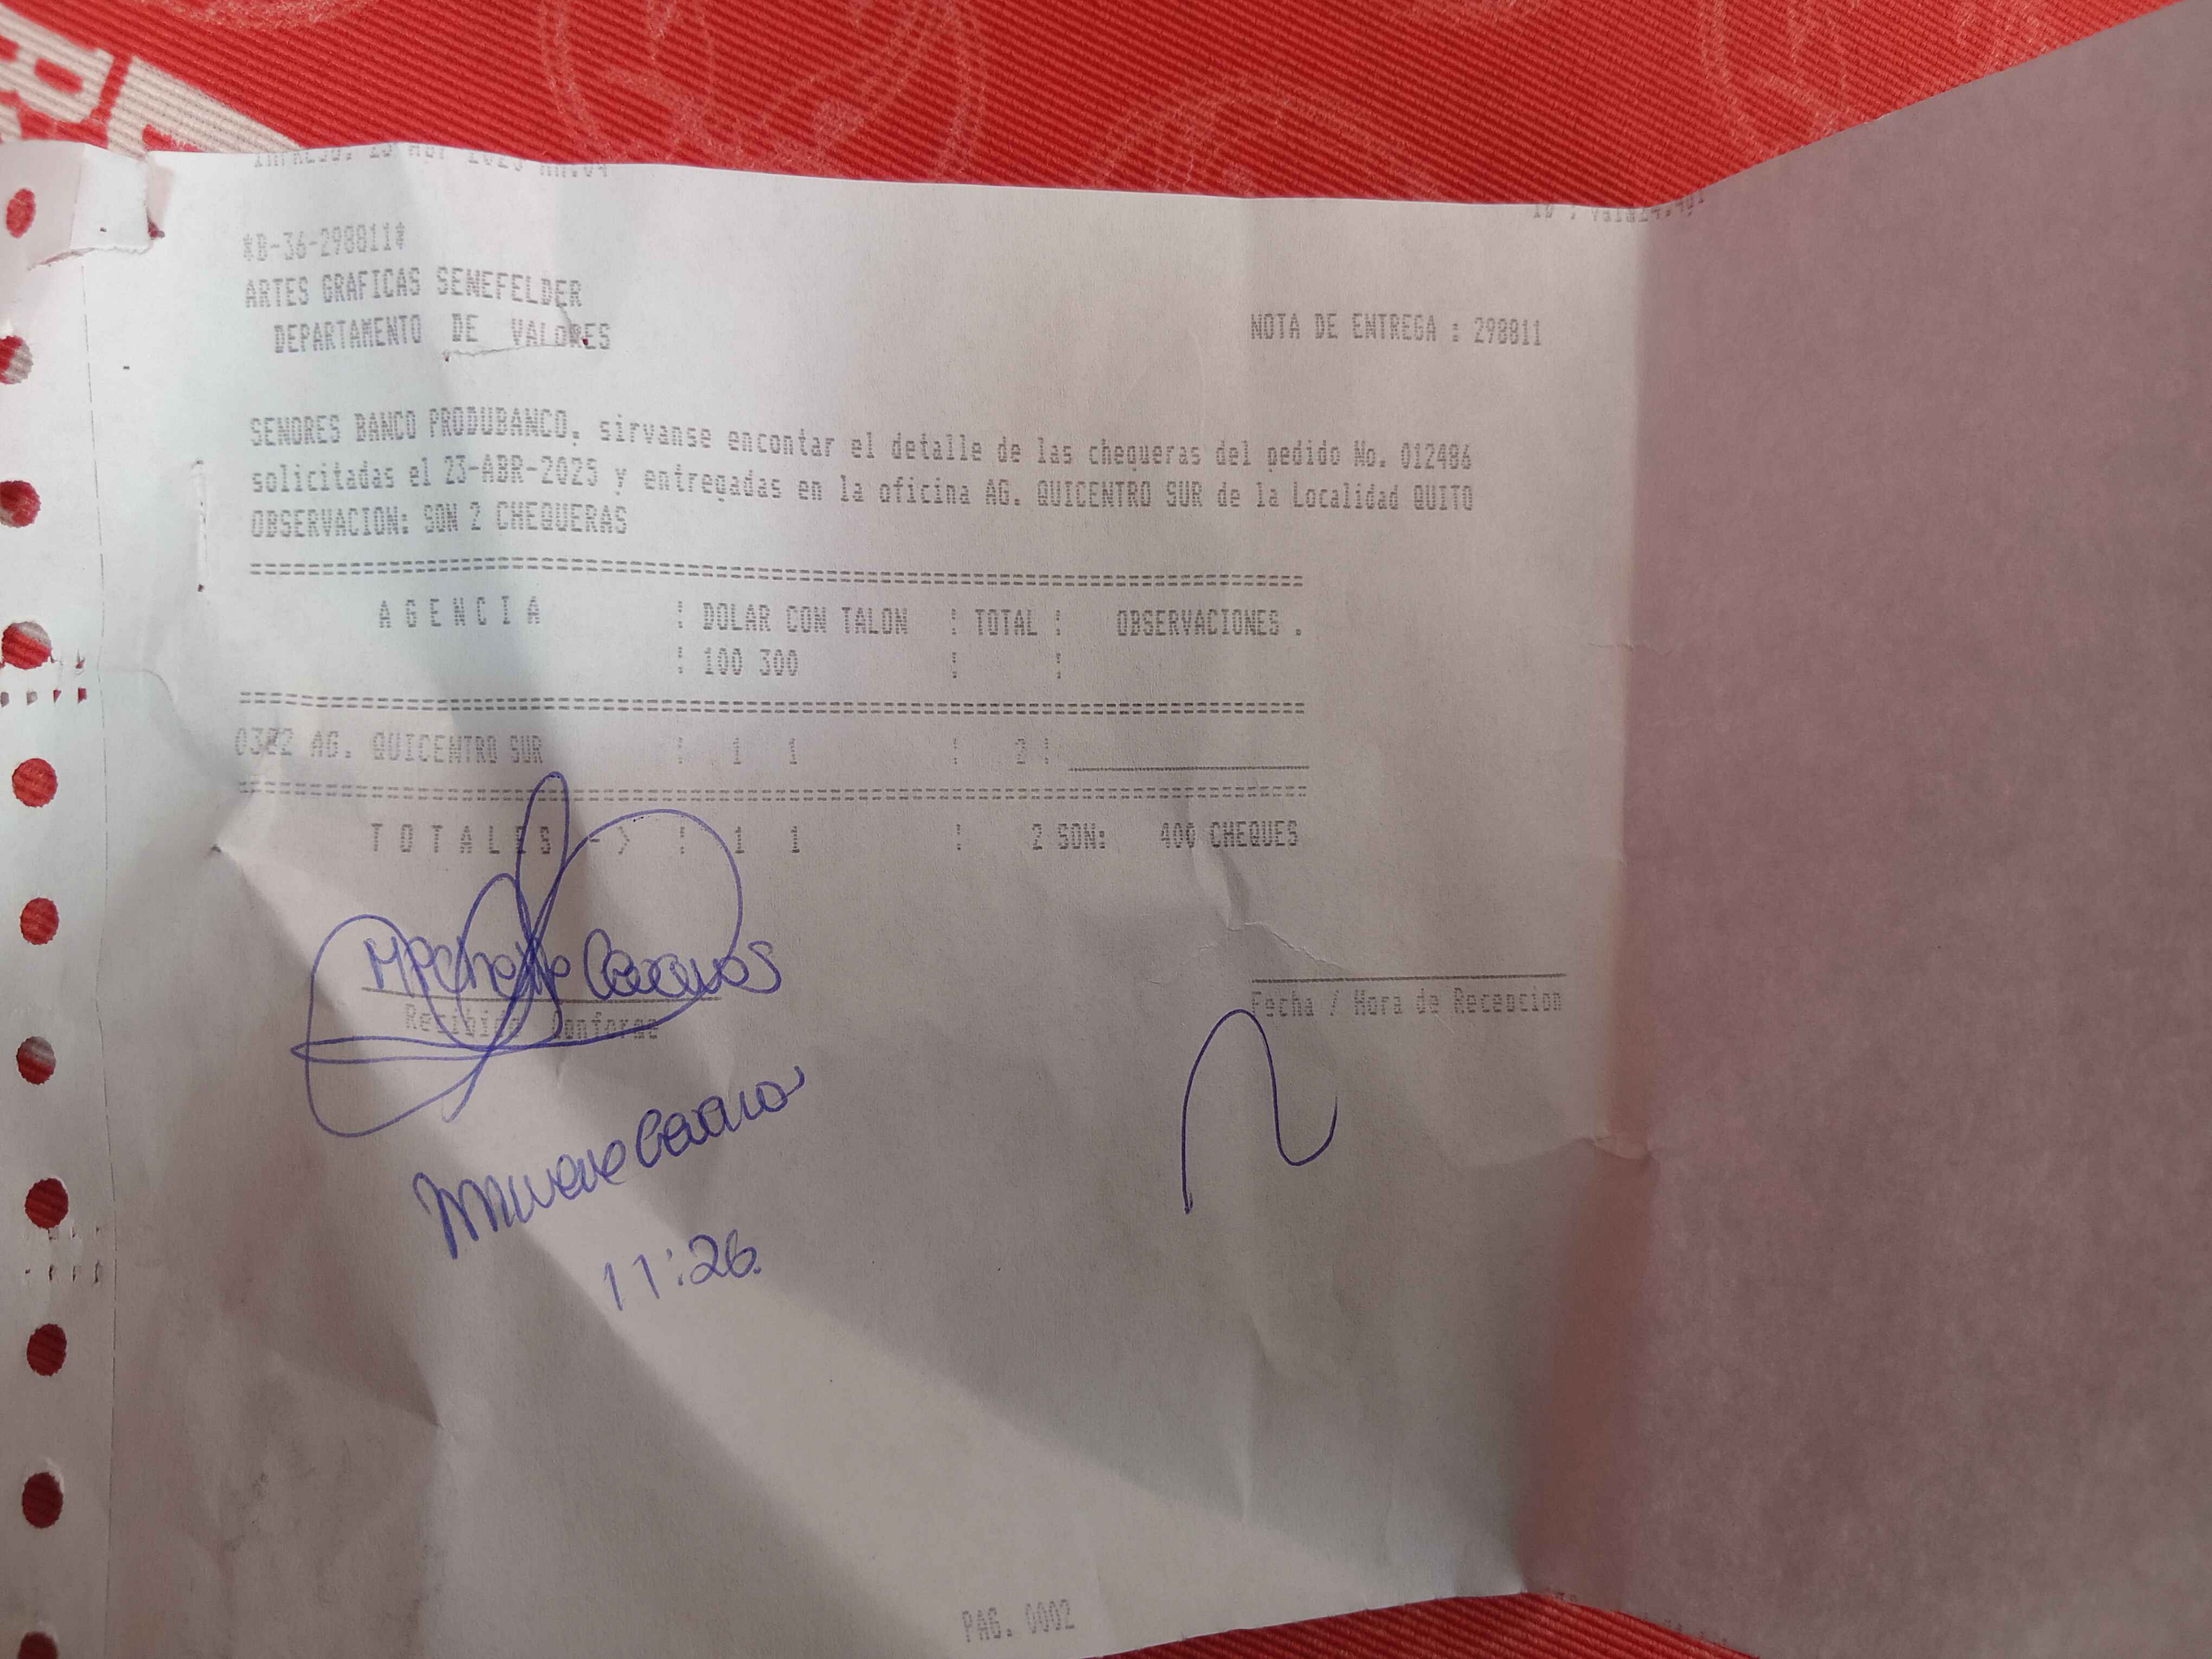 *B-36-298811*
ARTES GRAFICAS SENEFELDER
DEPARTAMENTO DE VALORES
NOTA DE ENTREGA : 298811
SENORES BANCO PRODUBANCO, sirvanse encontar el detalle de las chequeras del pedido No. 012486
solicitadas el 23-ABR-2025 y entregadas en la oficina AG. QUICENTRO SUR de la Localidad QUITO
OBSERVACION: SON 2 CHEQUERAS
A G E N C I A : DOLAR CON TALON : TOTAL : OBSERVACIONES .
: 100 300 : :
AG. QUICENTRO SUR : 1 1 : 2 :
T O T A L E S - > : 1 1 : 2 SON: 400 CHEQUES
Recibido Conforme
Fecha / Hora de Recepcion
11:26
PAG. 0002